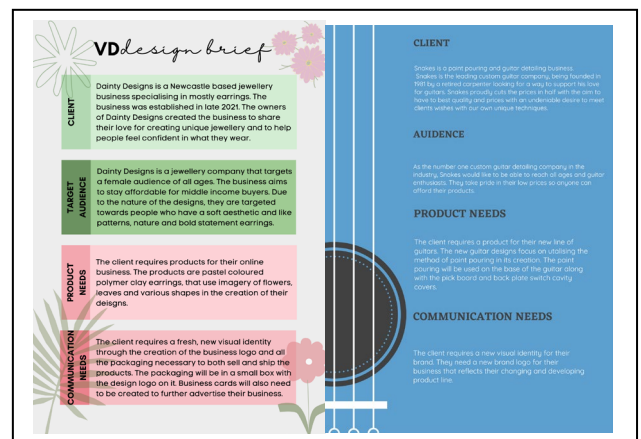 VD design brief
CLIENT
Dainty Designs is a Newcastle based jewellery
business specialising in mostly earrings. The
business was established in late 2021. The owners
of Dainty Designs created the business to share
their love for creating unique jewellery and to help
people feel confident in what they wear.
TARGET
AUDIENCE
Dainty Designs is a jewellery company that targets
a female audience of all ages. The business aims
to stay affordable for middle income buyers. Due
to the nature of the designs, they are targeted
towards people who have a soft aesthetic and like
patterns, nature and bold statement earrings.
PRODUCT
NEEDS
The client requires products for their online
business. The products are pastel coloured
polymer clay earrings, that use imagery of flowers,
leaves and various shapes in the creation of their
deisgns.
COMMUNICATION
NEEDS
The client requires a fresh, new visual identity
through the creation of the business logo and all
the packaging necessary to both sell and ship the
products. The packaging will be in a small box with
the design logo on it. Business cards will also need
to be created to further advertise their business.
CLIENT
Snakes is a paint pouring and guitar detailing business.
Snakes is the leading custom guitar company, being founded in
1981 by a retired carpenter looking for a way to support his love
for guitars. Snakes proudly cuts the prices in half with the aim to
have to best quality and prices with an undeniable desire to meet
clients wishes with our own unique techniques.
AUIDENCE
As the number one custom guitar detailing company in the
industry, Snakes would like to be able to reach all ages and guitar
enthusiasts. They take pride in their low prices so anyone can
afford their products.
PRODUCT NEEDS
The client requires a product for their new line of
guitars. The new guitar designs focus on utalising the
method of paint pouring in its creation. The paint
pouring will be used on the base of the guitar along
with the pick board and back plate switch cavity
covers.
COMMUNICATION NEEDS
The client requires a new visual identity for their
brand. They need a new brand logo for their
business that reflects their changing and developing
product line.